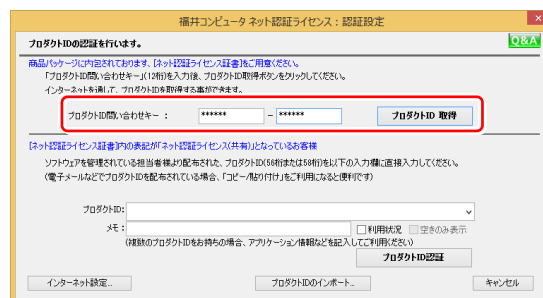 福井コンピュータ ネット認証ライセンス：認証設定
プロダクトIDの認証を行います。
Q&A
商品パッケージに内包されております、[ネット認証ライセンス証書]をご用意ください。
「プロダクトID問い合わせキー」(12桁)を入力後、プロダクトID取得ボタンをクリックしてください。
インターネットを通して、プロダクトIDを取得する事ができます。
プロダクトID問い合わせキー ： ****** - ****** プロダクトID 取得
[ネット認証ライセンス証書]内の表記が「ネット認証ライセンス(共有)」となっているお客様
ソフトウェアを管理されている担当者様より配布された、プロダクトID(56桁または58桁)を以下の入力欄に直接入力してください。
(電子メールなどでプロダクトIDを配布されている場合、「コピー/貼り付け」をご利用になると便利です)
プロダクトID:
メモ： 利用状況 空きのみ表示
(複数のプロダクトIDをお持ちの場合、アプリケーション情報などを記入してご利用ください)
プロダクトID認証
インターネット設定... プロダクトIDのインポート... キャンセル